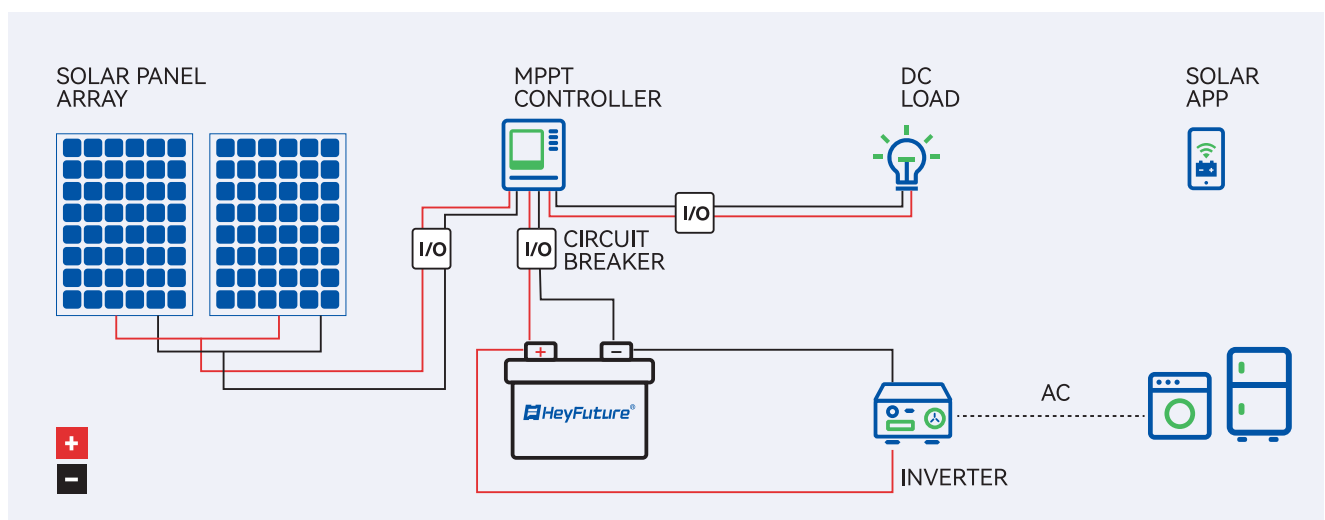 SOLAR PANEL
ARRAY
MPPT
CONTROLLER
DC
LOAD
SOLAR
APP
I/O
I/O
I/O
CIRCUIT
BREAKER
+
−
HeyFuture®
AC
INVERTER
+
−